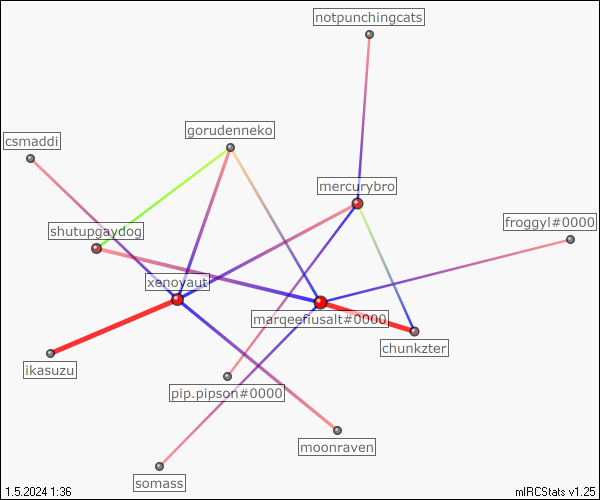 notpunchingcats
gorudenneko
csmaddi
mercurybro
froggyl#0000
shutupgaydog
xenovaut
marqeefiusalt#0000
chunkzter
ikasuzu
pip.pipson#0000
moonraven
somass
1.5.2024 1:36
mIRCStats v1.25